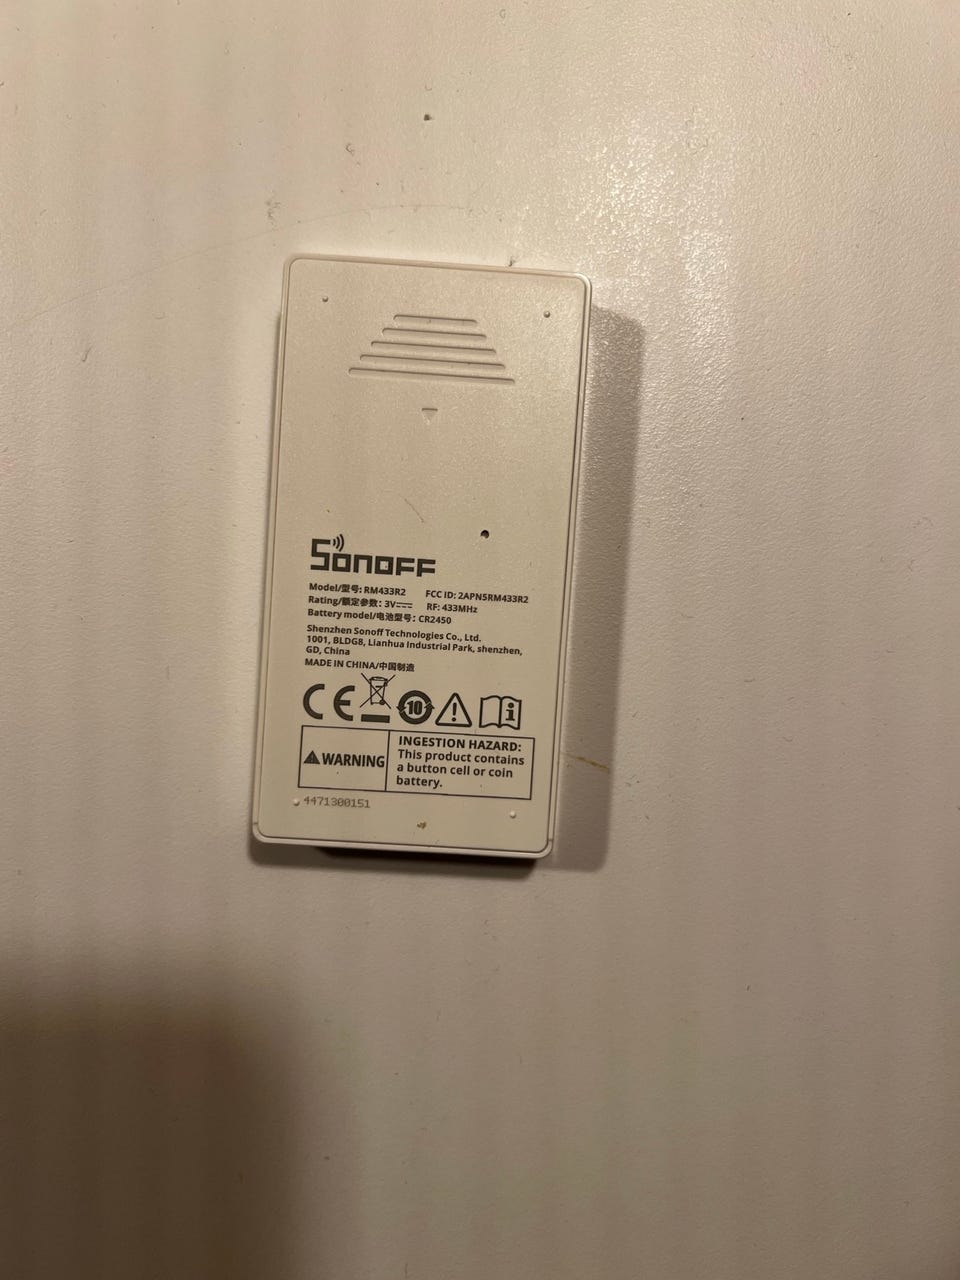 SONOFF
Model/型号: RM433R2 FCC ID: 2APN5RM433R2
Rating/额定参数: 3V⎓ RF: 433MHz
Battery model/电池型号: CR2450
Shenzhen Sonoff Technologies Co., Ltd.
1001, BLDG8, Lianhua Industrial Park, shenzhen,
GD, China
MADE IN CHINA/中国制造
CE 10
WARNING
INGESTION HAZARD:
This product contains
a button cell or coin
battery.
4471300151